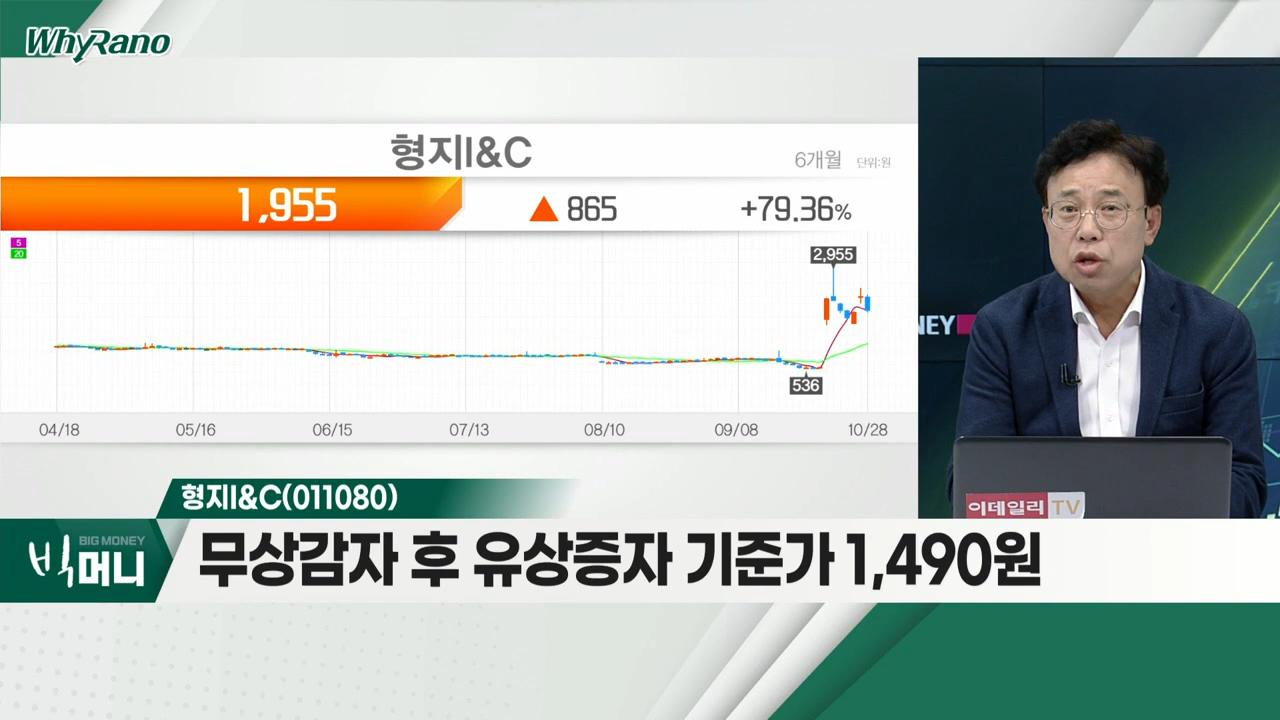 WhyRano
형지I&C
6개월 단위:원
1,955 ▲ 865 +79.36%
5
20
2,955
536
04/18 05/16 06/15 07/13 08/10 09/08 10/28
NEY
이데일리TV
형지I&C(011080)
BIG MONEY
빅머니
무상감자 후 유상증자 기준가 1,490원